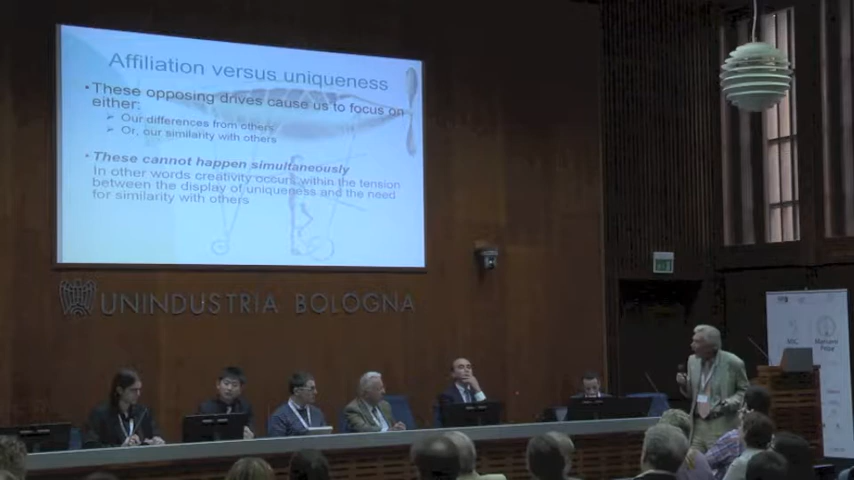 Affiliation versus uniqueness
• These opposing drives cause us to focus on
either:
➢ Our differences from others
➢ Or, our similarity with others
• These cannot happen simultaneously
In other words creativity occurs within the tension
between the display of uniqueness and the need
for similarity with others
UNINDUSTRIA BOLOGNA
MIC